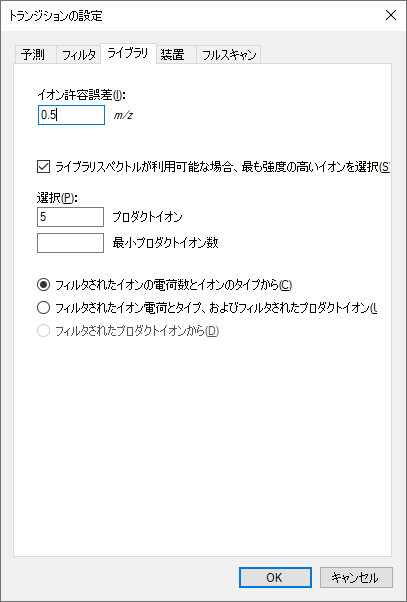 トランジションの設定
予測 フィルタ ライブラリ 装置 フルスキャン
イオン許容誤差(I):
0.5 m/z
ライブラリスペクトルが利用可能な場合、最も強度の高いイオンを選択(S
選択(P):
5 プロダクトイオン
最小プロダクトイオン数
フィルタされたイオンの電荷数とイオンのタイプから(C)
フィルタされたイオン電荷とタイプ、およびフィルタされたプロダクトイオン(
フィルタされたプロダクトイオンから(D)
OK キャンセル